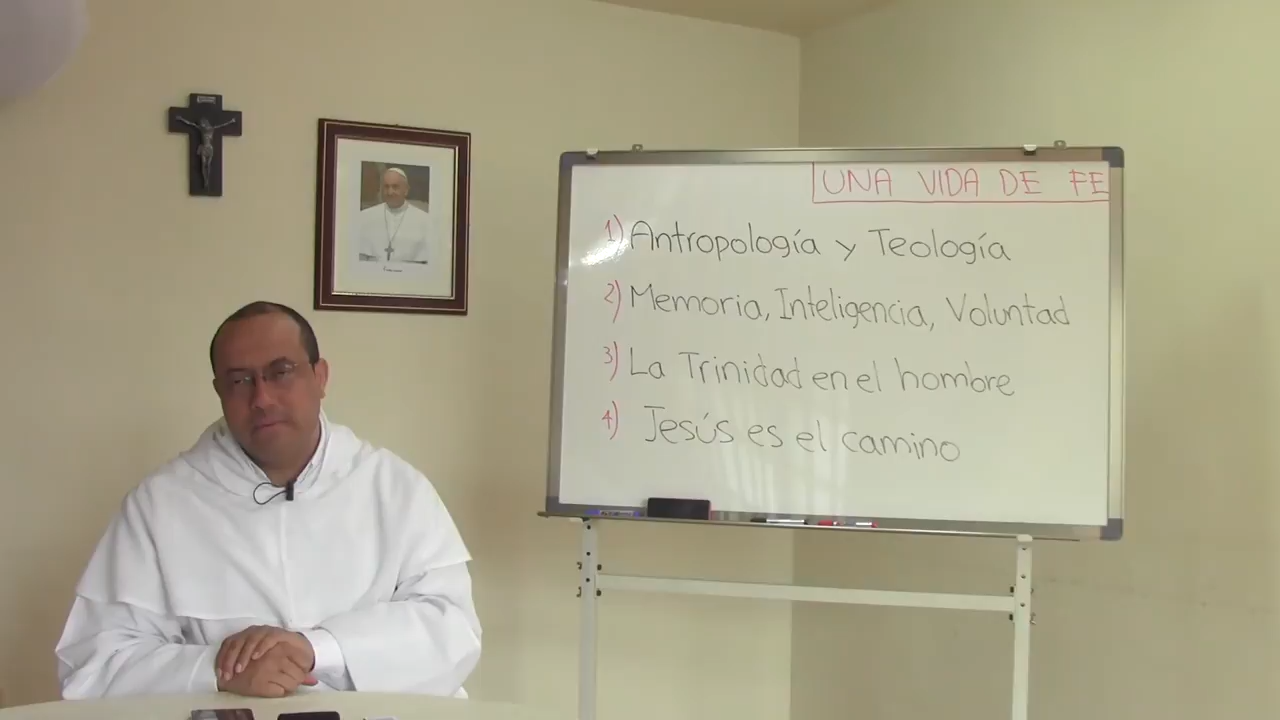 UNA VIDA DE FE
1) Antropología y Teología
2) Memoria, Inteligencia, Voluntad
3) La Trinidad en el hombre
4) Jesús es el camino